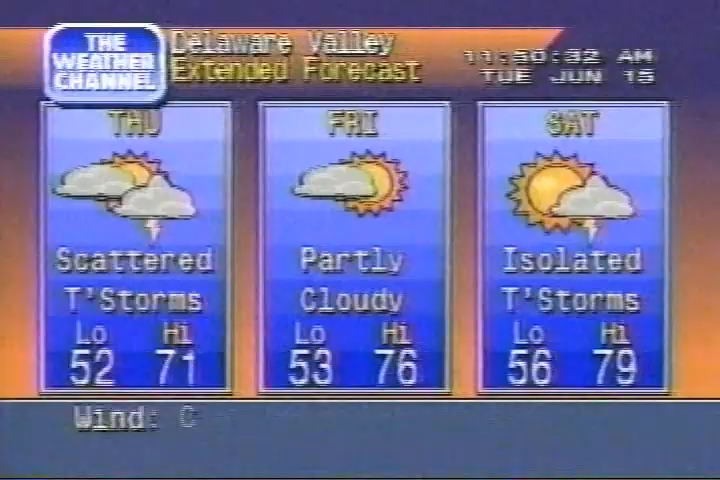 THE
WEATHER
CHANNEL
Delaware Valley
Extended Forecast
11:50:32 AM
TUE JUN 15
THU
Scattered
T'Storms
Lo Hi
52 71
FRI
Partly
Cloudy
Lo Hi
53 76
SAT
Isolated
T'Storms
Lo Hi
56 79
Wind: C